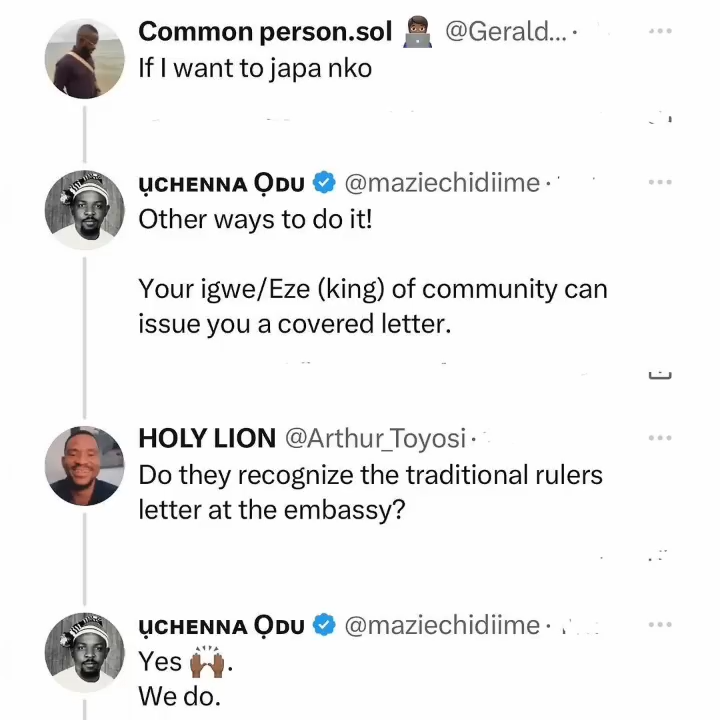 Common person.sol 👨🏾‍💻 @Gerald... ·
If I want to japa nko
ụchenna Ọdu @maziechidiime ·
Other ways to do it!
Your igwe/Eze (king) of community can
issue you a covered letter.
HOLY LION @Arthur_Toyosi ·
Do they recognize the traditional rulers
letter at the embassy?
ụchenna Ọdu @maziechidiime ·
Yes 🙌🏾.
We do.